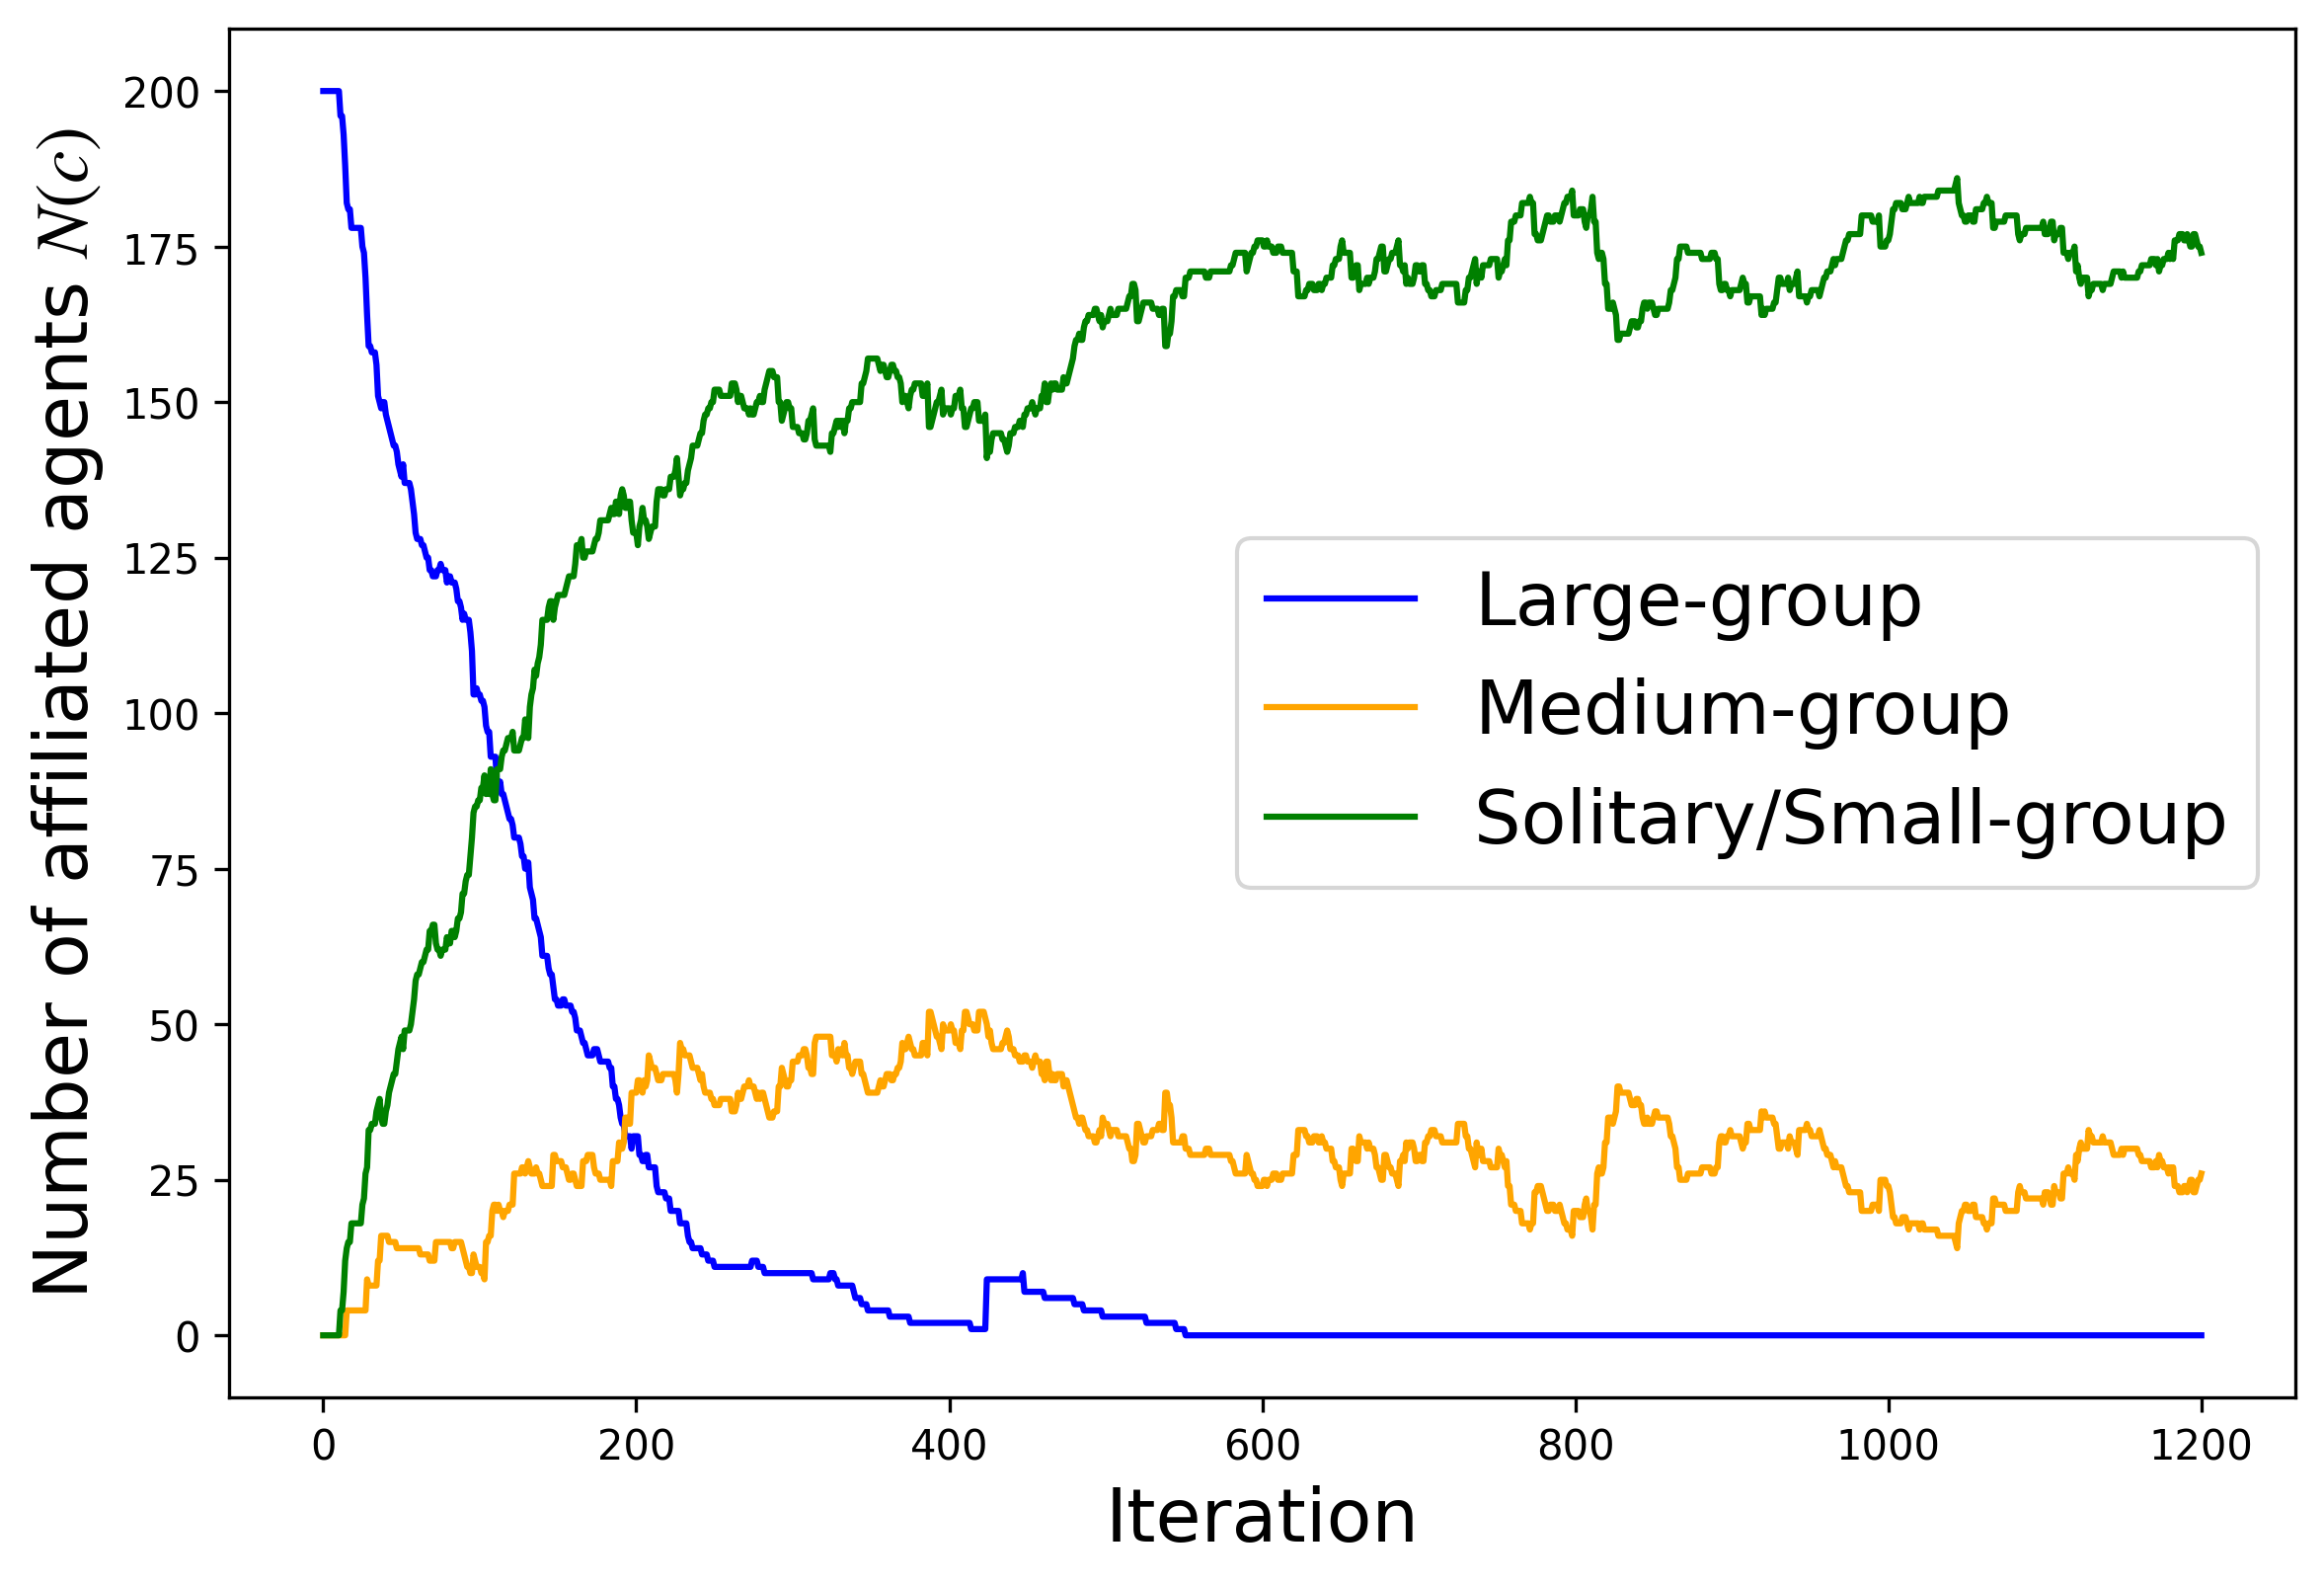 Number of affiliated agents N(c)
200
175
150
125
100
75
50
25
0
Large-group
Medium-group
Solitary/Small-group
0 200 400 600 800 1000 1200
Iteration